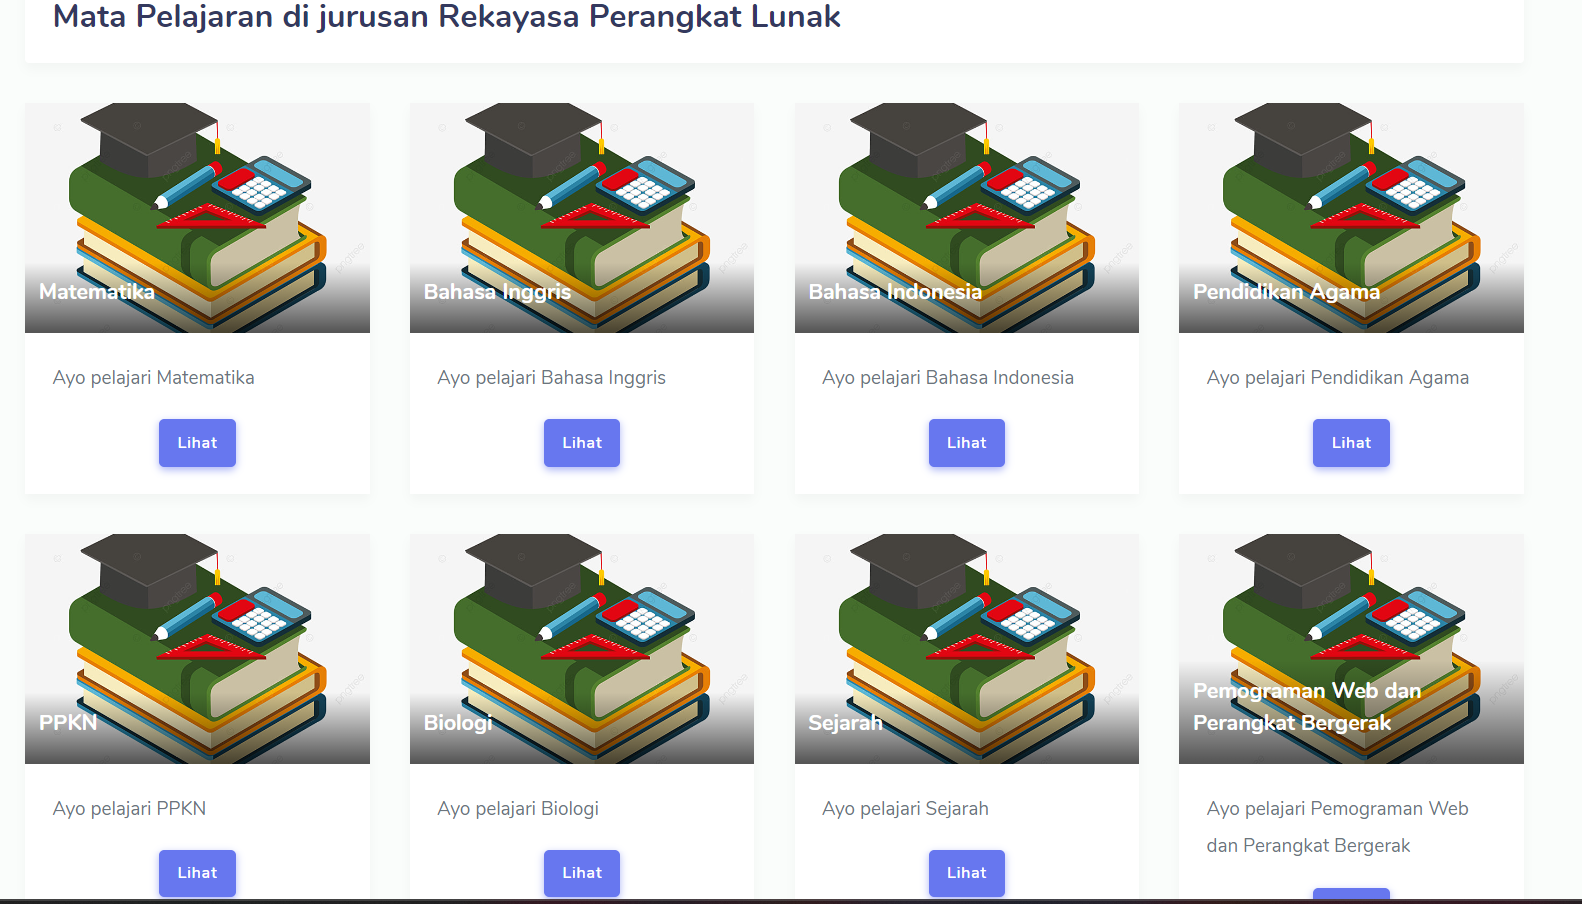 Mata Pelajaran di jurusan Rekayasa Perangkat Lunak
Matematika
Ayo pelajari Matematika
Lihat
Bahasa Inggris
Ayo pelajari Bahasa Inggris
Lihat
Bahasa Indonesia
Ayo pelajari Bahasa Indonesia
Lihat
Pendidikan Agama
Ayo pelajari Pendidikan Agama
Lihat
PPKN
Ayo pelajari PPKN
Lihat
Biologi
Ayo pelajari Biologi
Lihat
Sejarah
Ayo pelajari Sejarah
Lihat
Pemograman Web dan
Perangkat Bergerak
Ayo pelajari Pemograman Web
dan Perangkat Bergerak